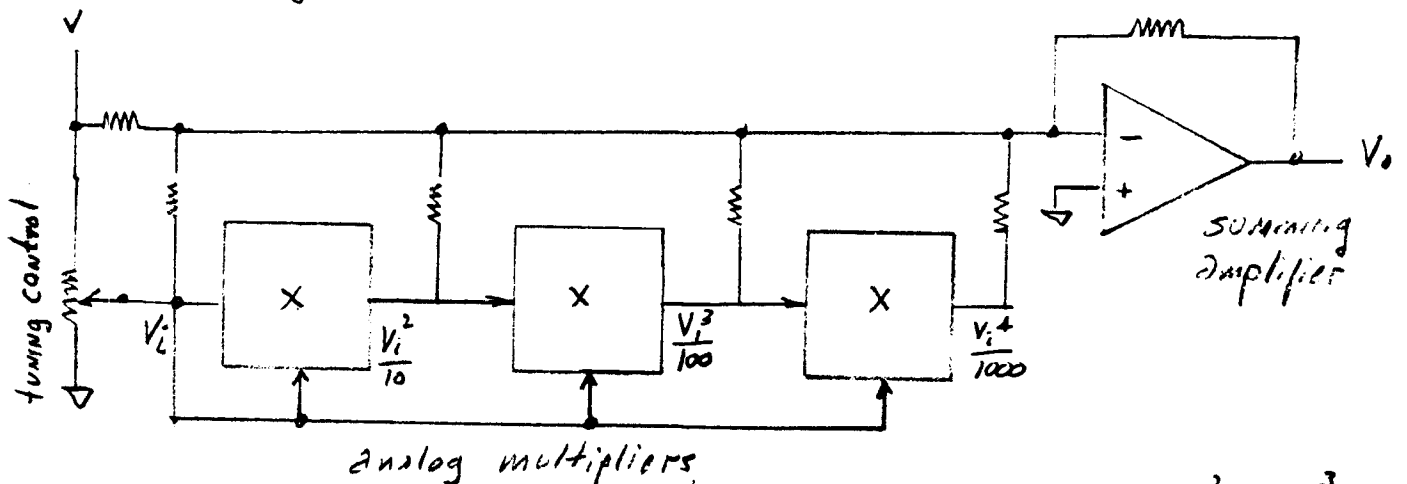 V
V₀
summing
amplifier
tuning control
Vᵢ
X
Vᵢ²/10
X
Vᵢ³/100
X
Vᵢ⁴/1000
−
+
analog multipliers